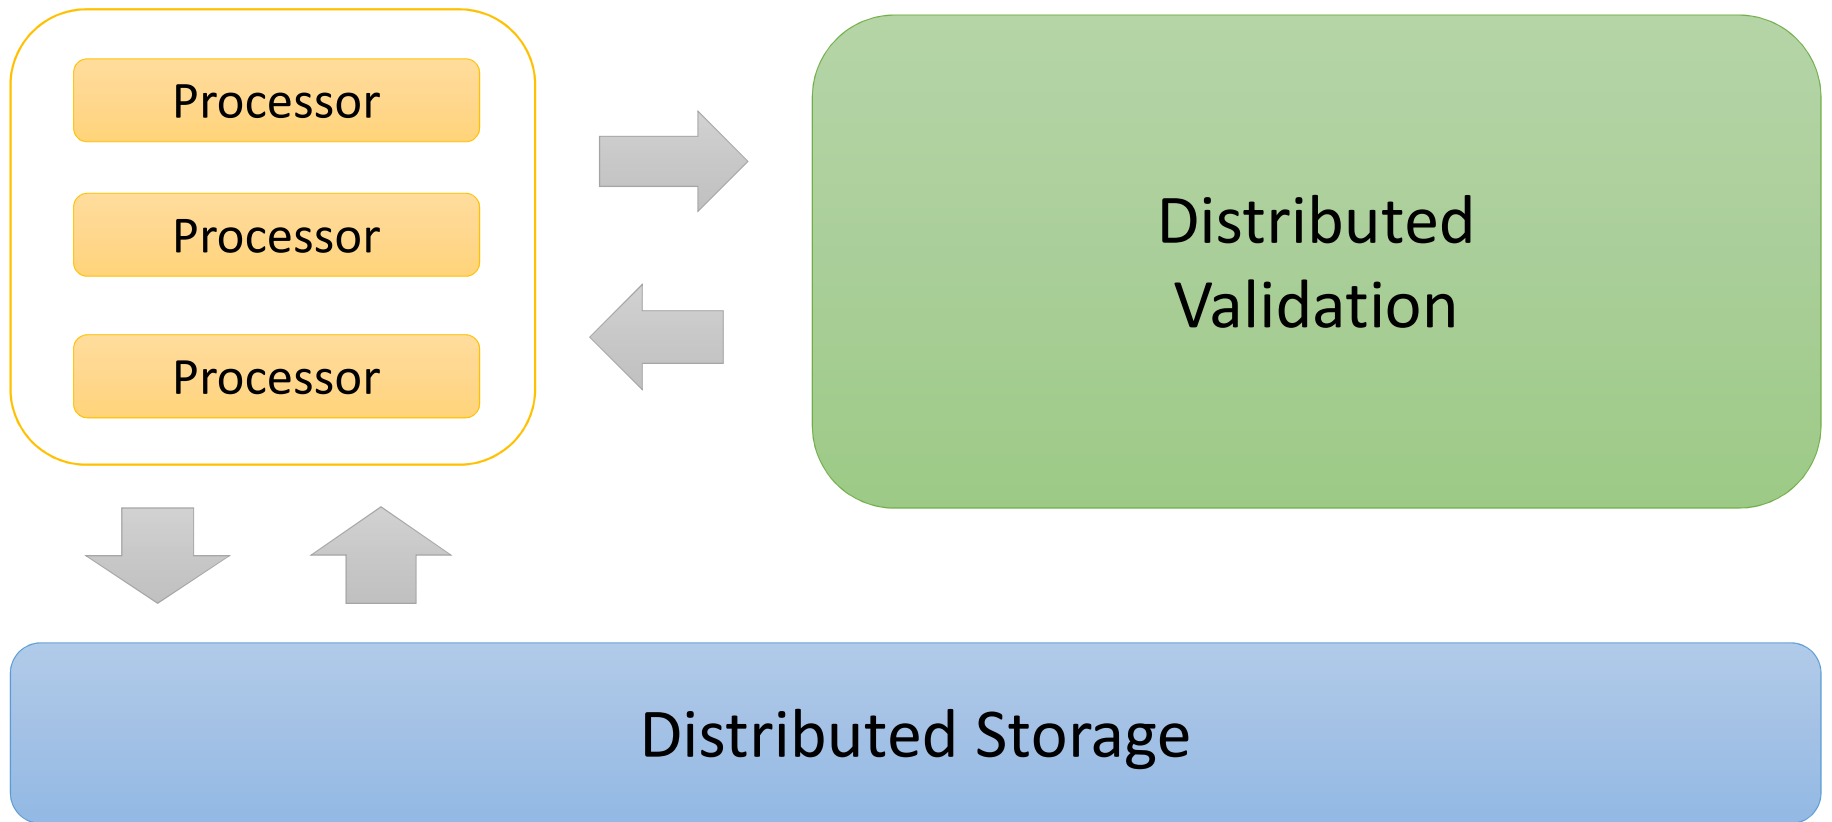 Processor
Processor
Processor
Distributed
Validation
Distributed Storage